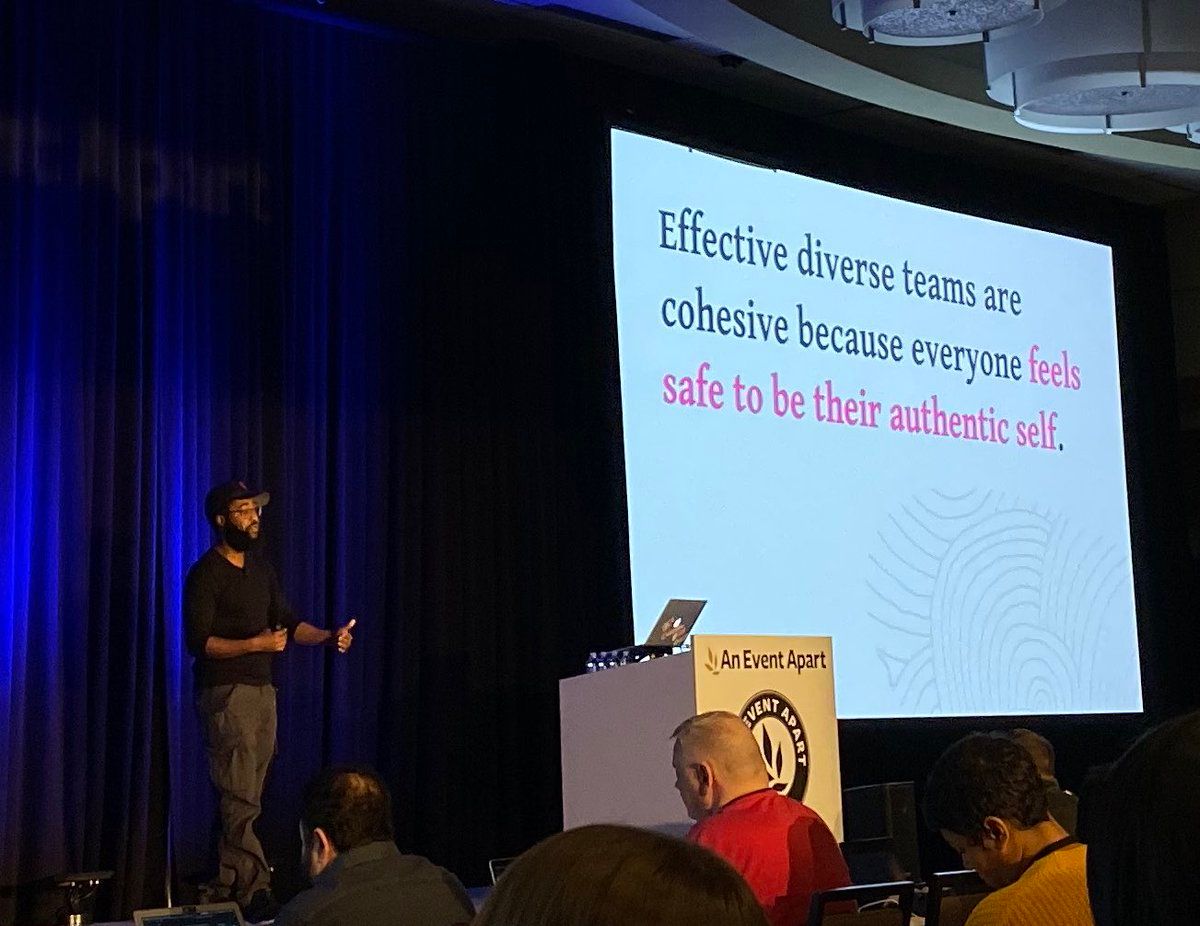 Effective diverse teams are
cohesive because everyone feels
safe to be their authentic self.
An Event Apart
EVENT APART